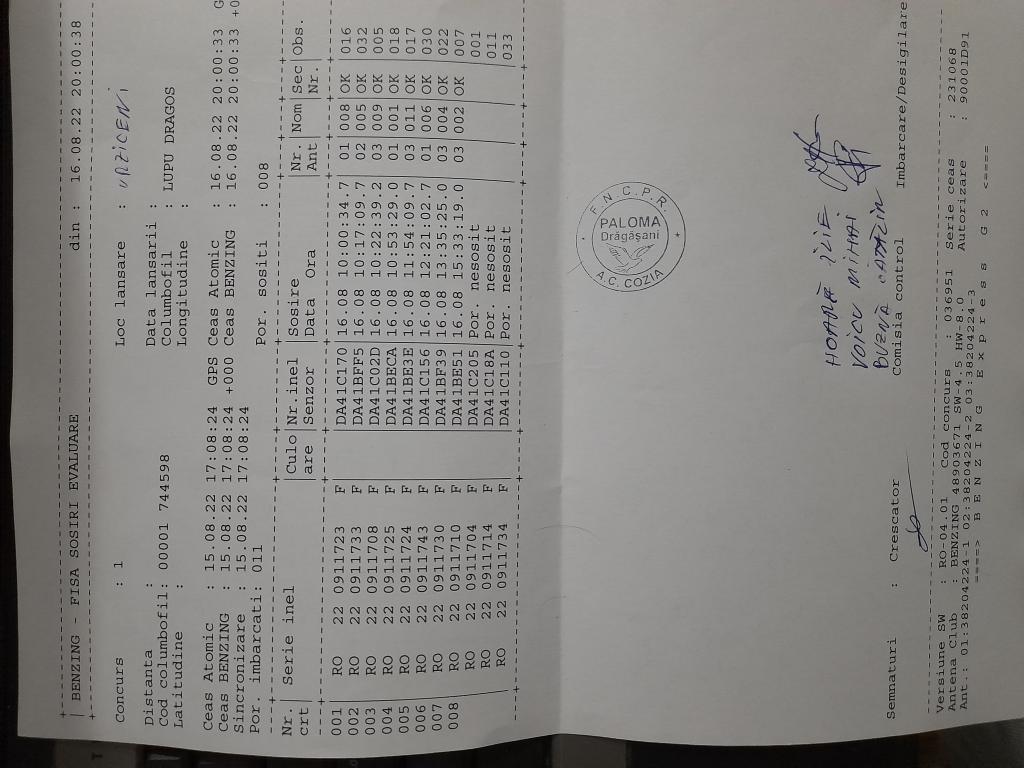 | BENZING - FISA SOSIRI EVALUARE din : 16.08.22 20:00:38
Concurs : 1 Loc lansare : URZICENI
Distanta : Data lansarii :
Cod columbofil: 00001 744598 Columbofil : LUPU DRAGOS
Latitudine : Longitudine :
Ceas Atomic : 15.08.22 17:08:24 GPS Ceas Atomic : 16.08.22 20:00:33 G
Ceas BENZING : 15.08.22 17:08:24 +000 Ceas BENZING : 16.08.22 20:00:33 +0
Sincronizare : 15.08.22 17:08:24
Por. imbarcati: 011 Por. sositi : 008
Nr. | Serie inel |Culo|Nr.inel |Sosire |Nr. |Nom |Sec |Obs.
crt | |are |Senzor |Data Ora |Ant | |Nr. |
001 | RO 22 0911723 F | |DA41C170|16.08 10:00:34.7|01 |008 |OK |016
002 | RO 22 0911733 F | |DA41BFF5|16.08 10:17:09.7|02 |005 |OK |032
003 | RO 22 0911708 F | |DA41C02D|16.08 10:22:39.2|03 |009 |OK |005
004 | RO 22 0911725 F | |DA41BECA|16.08 10:53:29.0|01 |001 |OK |018
005 | RO 22 0911724 F | |DA41BE3E|16.08 11:54:09.7|03 |011 |OK |017
006 | RO 22 0911743 F | |DA41C156|16.08 12:21:02.7|01 |006 |OK |030
007 | RO 22 0911730 F | |DA41BF39|16.08 13:35:25.0|03 |004 |OK |022
008 | RO 22 0911710 F | |DA41BE51|16.08 15:33:19.0|03 |002 |OK |007
RO 22 0911704 F | |DA41C205|Por. nesosit | | | |001
RO 22 0911714 F | |DA41C18A|Por. nesosit | | | |011
RO 22 0911734 F | |DA41C110|Por. nesosit | | | |033
F.N.C.P.R.
PALOMA
Drăgășani
A.C. COZIA
HOANĂ ILIE
VOICU MIHAI
Semnaturi : Crescator Comisia control Imbarcare/Desigilare
Versiune SW : RO-04.01 Cod concurs : 036951 Serie ceas : 231068
Antena Club : BENZING 48903671 SW-4.5 HW-8.0 Autorizare : 90001D91
Ant.: 01:38204224-1 02:38204224-2 03:38204224-3
====> B E N Z I N G E x p r e s s G 2 <====